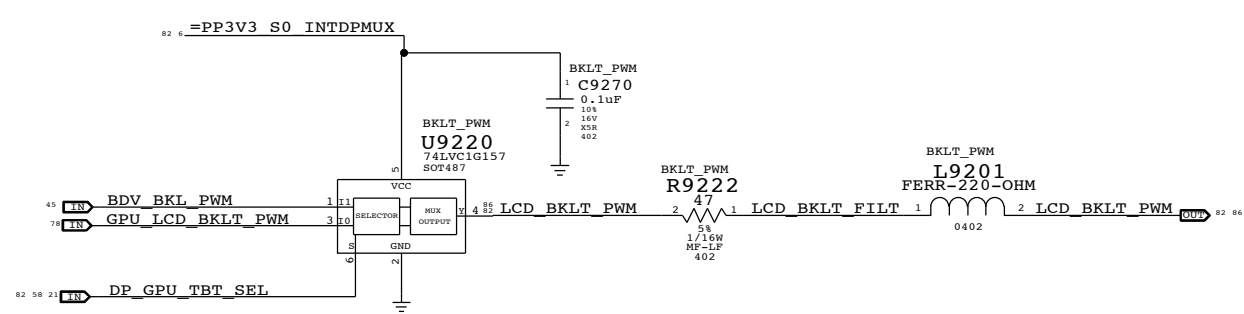 82 6 =PP3V3_S0_INTDPMUX
BKLT_PWM
1 C9270
0.1uF
10%
16V
2 X5R
402
BKLT_PWM
U9220
74LVC1G157
SOT487
5
VCC
45 IN BDV_BKL_PWM 1 I1
78 IN GPU_LCD_BKLT_PWM 3 I0
SELECTOR
MUX
OUTPUT
Y 4
86
82
LCD_BKLT_PWM
S GND
6 2
82 58 21 IN DP_GPU_TBT_SEL
BKLT_PWM
R9222
47
2 1
5%
1/16W
MF-LF
402
LCD_BKLT_FILT
BKLT_PWM
L9201
FERR-220-OHM
1 2
0402
LCD_BKLT_PWM OUT 82 86